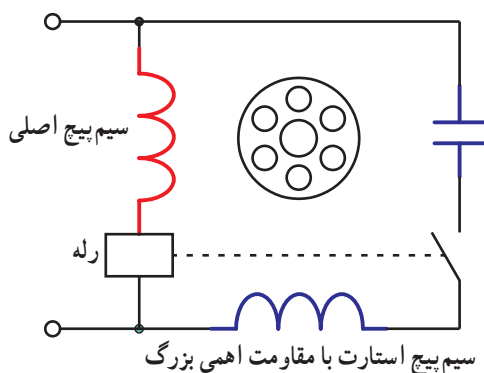 سیم‌پیچ اصلی
رله
سیم‌پیچ استارت با مقاومت اهمی بزرگ